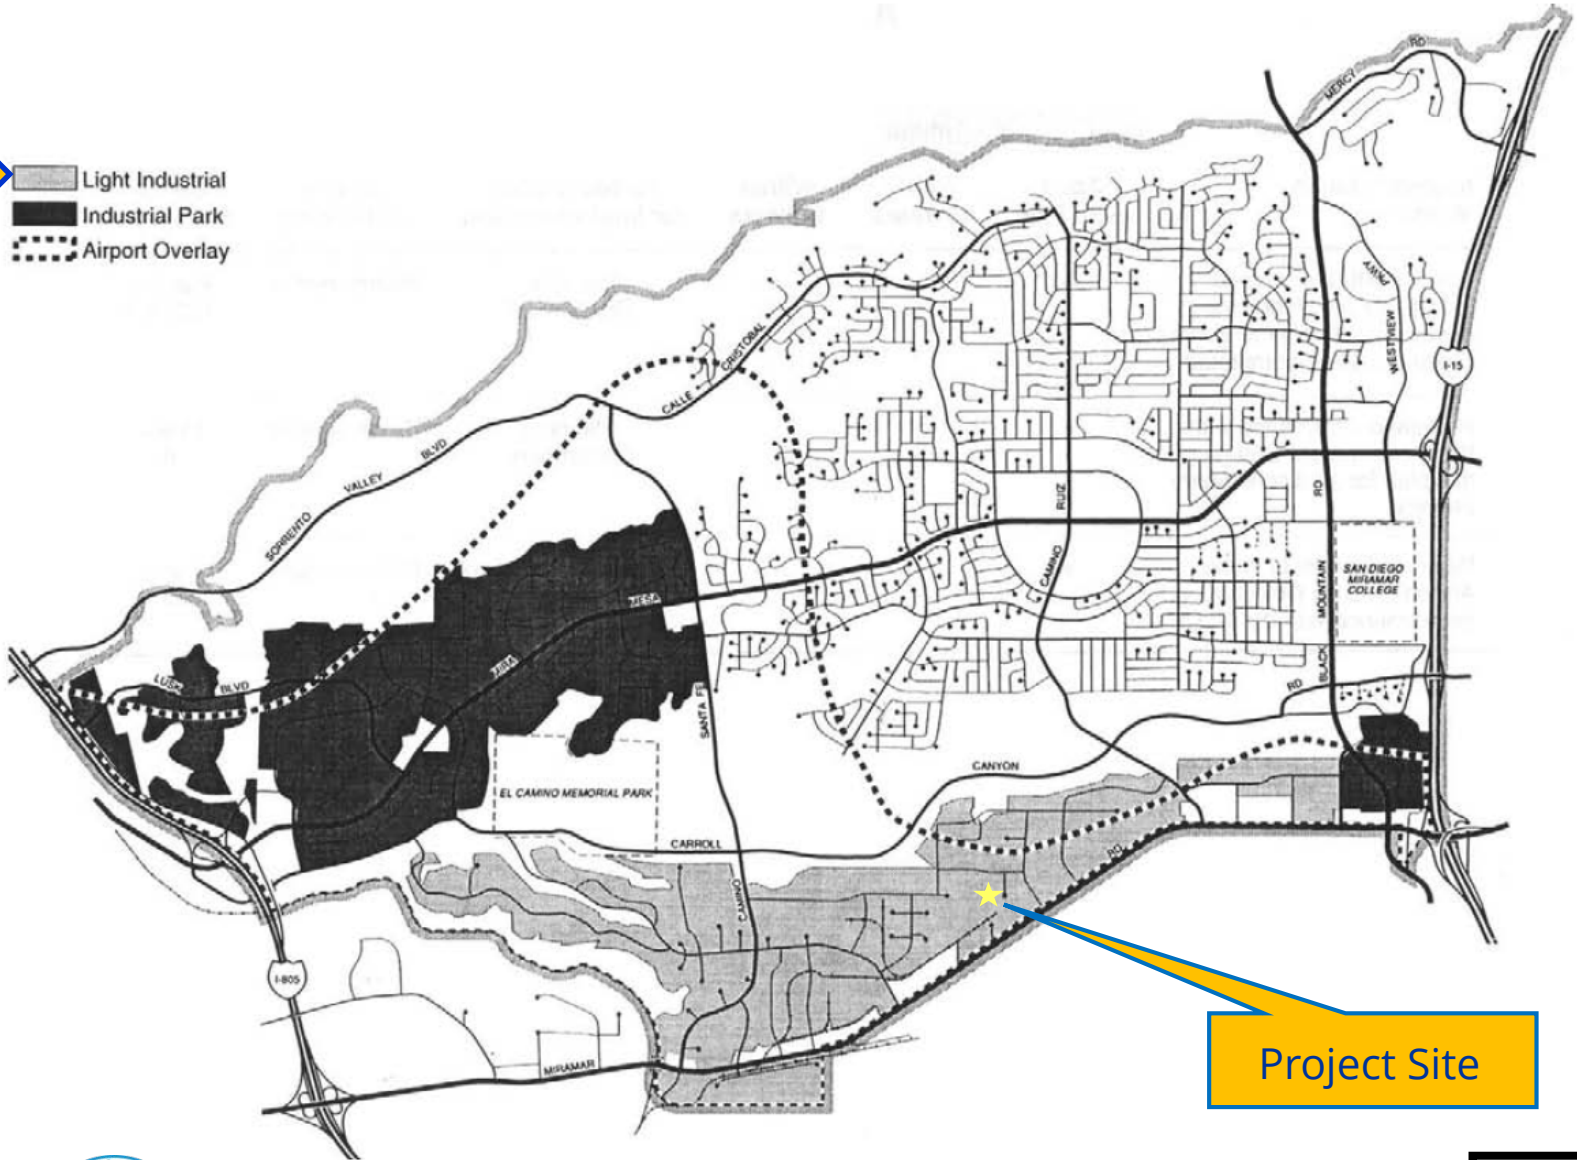 Light Industrial
Industrial Park
Airport Overlay
MERCY
RD
PKWY
WESTVIEW
I-15
CALLE
CRISTOBAL
SORRENTO
VALLEY
BLVD
RUIZ
CAMINO
RD
MOUNTAIN
BLACK
SAN DIEGO
MIRAMAR
COLLEGE
MIRA
MESA
LUSK
BLVD
SANTA FE
CAMINO
RD
CANYON
CARROLL
EL CAMINO MEMORIAL PARK
RD
MIRAMAR
I-805
Project Site